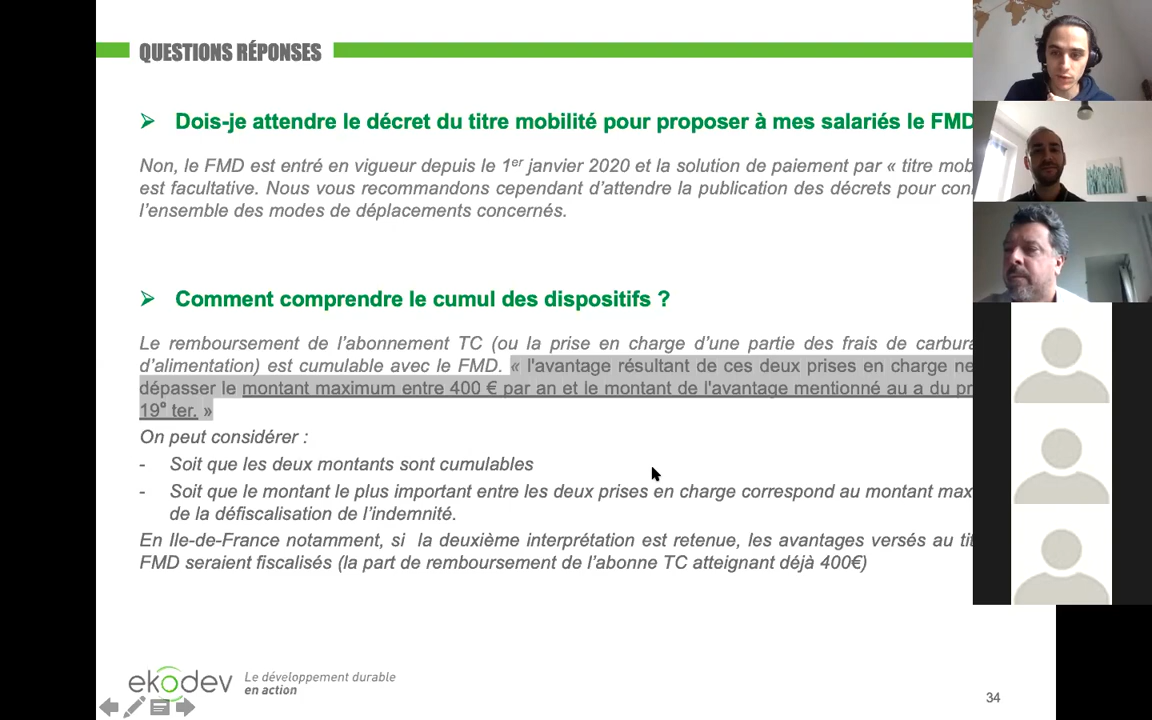 QUESTIONS RÉPONSES
➢ Dois-je attendre le décret du titre mobilité pour proposer à mes salariés le FMD
Non, le FMD est entré en vigueur depuis le 1er janvier 2020 et la solution de paiement par « titre mob
est facultative. Nous vous recommandons cependant d'attendre la publication des décrets pour con
l'ensemble des modes de déplacements concernés.
➢ Comment comprendre le cumul des dispositifs ?
Le remboursement de l'abonnement TC (ou la prise en charge d'une partie des frais de carbura
d'alimentation) est cumulable avec le FMD. « l'avantage résultant de ces deux prises en charge ne
dépasser le montant maximum entre 400 € par an et le montant de l'avantage mentionné au a du pr
19° ter. »
On peut considérer :
- Soit que les deux montants sont cumulables
- Soit que le montant le plus important entre les deux prises en charge correspond au montant max
de la défiscalisation de l'indemnité.
En Ile-de-France notamment, si la deuxième interprétation est retenue, les avantages versés au tit
FMD seraient fiscalisés (la part de remboursement de l'abonne TC atteignant déjà 400€)
ekodev
Le développement durable
en action
34